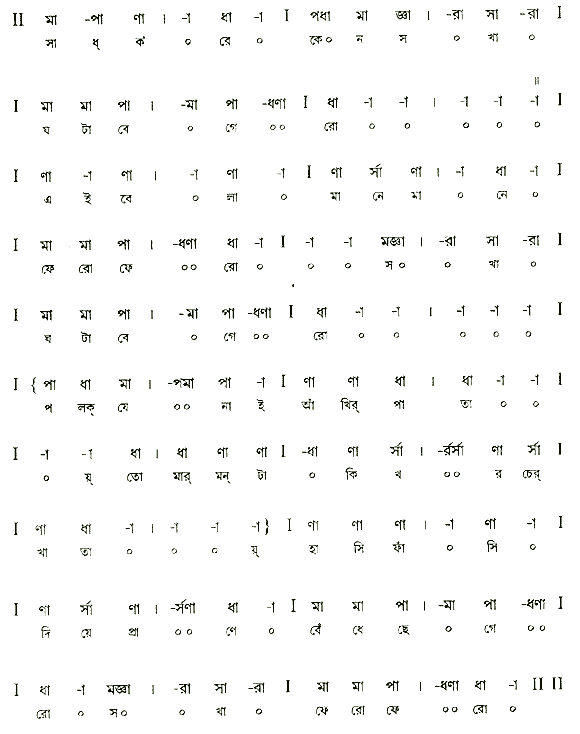 II মা -পা ণা । -া ধা -া I পধা মা জ্ঞা । -রা সা -রা I
সা ধ্ ক ০ রে ০ কে০ ন স ০ খা ০
II
I মা মা পা । -মা পা -ধণা I ধা -া -া । -া -া -া I
ঘ টা বে ০ গে ০০ রো ০ ০ ০ ০ ০
I ণা -া ণা । -া ণা -া I ণা র্সা ণা । -া ধা -া I
এ ই বে ০ লা ০ মা নে মা ০ নে ০
I মা মা পা । -ধণা ধা -া I -া -া মজ্ঞা । -রা সা -রা I
ফে রো ফে ০০ রো ০ ০ ০ স০ ০ খা ০
I মা মা পা । -মা পা -ধণা I ধা -া -া । -া -া -া I
ঘ টা বে ০ গে ০০ রো ০ ০ ০ ০ ০
I { পা ধা মা । -পমা পা -া I ণা ণা ধা । ধা -া -া I
প লক্ যে ০০ না ই আঁ খির্ পা তা ০ ০
I -া -া ধা । ধা ণা ণা I -ধা ণা র্সা । -র্রর্সা ণা র্সা I
০ য়্ তো মার্ মন্ টা ০ কি খ ০০ র চের্
I ণা ধা -া । -া -া -া } I ণা ণা ণা । -া ণা -া I
খা তা ০ ০ ০ য়্ হা সি ফাঁ ০ সি ০
I ণা র্সা ণা । -র্সণা ধা -া I মা মা পা । -মা পা -ধণা I
দি য়ে প্রা ০০ ণে ০ বেঁ ধে ছে ০ গে ০০
I ধা -া মজ্ঞা । -রা সা -রা I মা মা পা । -ধণা ধা -া II II
রো ০ স০ ০ খা ০ ফে রো ফে ০০ রো ০